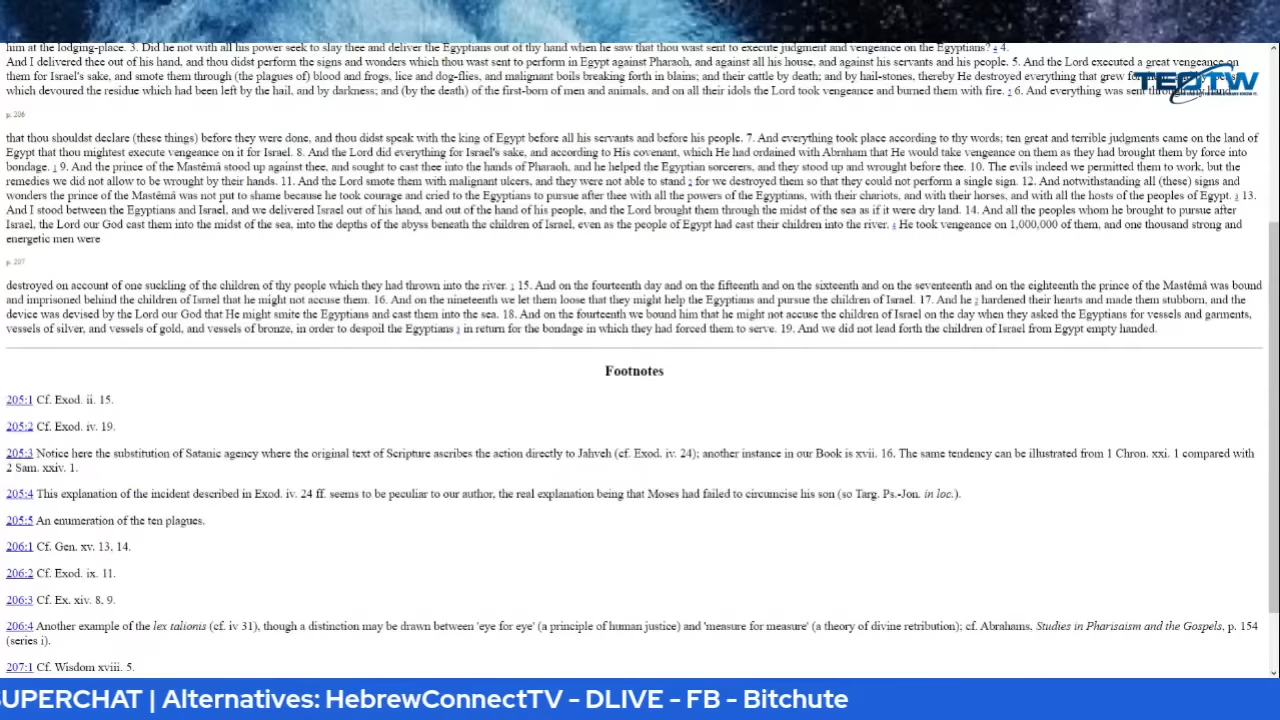 him at the lodging-place. 3. Did he not with all his power seek to slay thee and deliver the Egyptians out of thy hand when he saw that thou wast sent to execute judgment and vengeance on the Egyptians? 4 4.
And I delivered thee out of his hand, and thou didst perform the signs and wonders which thou wast sent to perform in Egypt against Pharaoh, and against all his house, and against his servants and his people. 5. And the Lord executed a great vengeance on
them for Israel's sake, and smote them through (the plagues of) blood and frogs, lice and dog-flies, and malignant boils breaking forth in blains; and their cattle by death; and by hail-stones, thereby He destroyed everything that grew for
which devoured the residue which had been left by the hail, and by darkness; and (by the death) of the first-born of men and animals, and on all their idols the Lord took vengeance and burned them with fire. 5 6. And everything was sent through
TEOTW
p. 206
that thou shouldst declare (these things) before they were done, and thou didst speak with the king of Egypt before all his servants and before his people. 7. And everything took place according to thy words; ten great and terrible judgments came on the land of
Egypt that thou mightest execute vengeance on it for Israel. 8. And the Lord did everything for Israel's sake, and according to His covenant, which He had ordained with Abraham that He would take vengeance on them as they had brought them by force into
bondage. 1 9. And the prince of the Mastêmâ stood up against thee, and sought to cast thee into the hands of Pharaoh, and he helped the Egyptian sorcerers, and they stood up and wrought before thee. 10. The evils indeed we permitted them to work, but the
remedies we did not allow to be wrought by their hands. 11. And the Lord smote them with malignant ulcers, and they were not able to stand 2 for we destroyed them so that they could not perform a single sign. 12. And notwithstanding all (these) signs and
wonders the prince of the Mastêmâ was not put to shame because he took courage and cried to the Egyptians to pursue after thee with all the powers of the Egyptians, with their chariots, and with their horses, and with all the hosts of the peoples of Egypt. 3 13.
And I stood between the Egyptians and Israel, and we delivered Israel out of his hand, and out of the hand of his people, and the Lord brought them through the midst of the sea as if it were dry land. 14. And all the peoples whom he brought to pursue after
Israel, the Lord our God cast them into the midst of the sea, into the depths of the abyss beneath the children of Israel, even as the people of Egypt had cast their children into the river. 4 He took vengeance on 1,000,000 of them, and one thousand strong and
energetic men were
p. 207
destroyed on account of one suckling of the children of thy people which they had thrown into the river. 1 15. And on the fourteenth day and on the fifteenth and on the sixteenth and on the seventeenth and on the eighteenth the prince of the Mastêmâ was bound
and imprisoned behind the children of Israel that he might not accuse them. 16. And on the nineteenth we let them loose that they might help the Egyptians and pursue the children of Israel. 17. And he 2 hardened their hearts and made them stubborn, and the
device was devised by the Lord our God that He might smite the Egyptians and cast them into the sea. 18. And on the fourteenth we bound him that he might not accuse the children of Israel on the day when they asked the Egyptians for vessels and garments,
vessels of silver, and vessels of gold, and vessels of bronze, in order to despoil the Egyptians 3 in return for the bondage in which they had forced them to serve. 19. And we did not lead forth the children of Israel from Egypt empty handed.
Footnotes
205:1 Cf. Exod. ii. 15.
205:2 Cf. Exod. iv. 19.
205:3 Notice here the substitution of Satanic agency where the original text of Scripture ascribes the action directly to Jahveh (cf. Exod. iv. 24); another instance in our Book is xvii. 16. The same tendency can be illustrated from 1 Chron. xxi. 1 compared with
2 Sam. xxiv. 1.
205:4 This explanation of the incident described in Exod. iv. 24 ff. seems to be peculiar to our author, the real explanation being that Moses had failed to circumcise his son (so Targ. Ps.-Jon. in loc.).
205:5 An enumeration of the ten plagues.
206:1 Cf. Gen. xv. 13, 14.
206:2 Cf. Exod. ix. 11.
206:3 Cf. Ex. xiv. 8, 9.
206:4 Another example of the lex talionis (cf. iv 31), though a distinction may be drawn between 'eye for eye' (a principle of human justice) and 'measure for measure' (a theory of divine retribution); cf. Abrahams, Studies in Pharisaism and the Gospels, p. 154
(series i).
207:1 Cf. Wisdom xviii. 5.
SUPERCHAT | Alternatives: HebrewConnectTV - DLIVE - FB - Bitchute